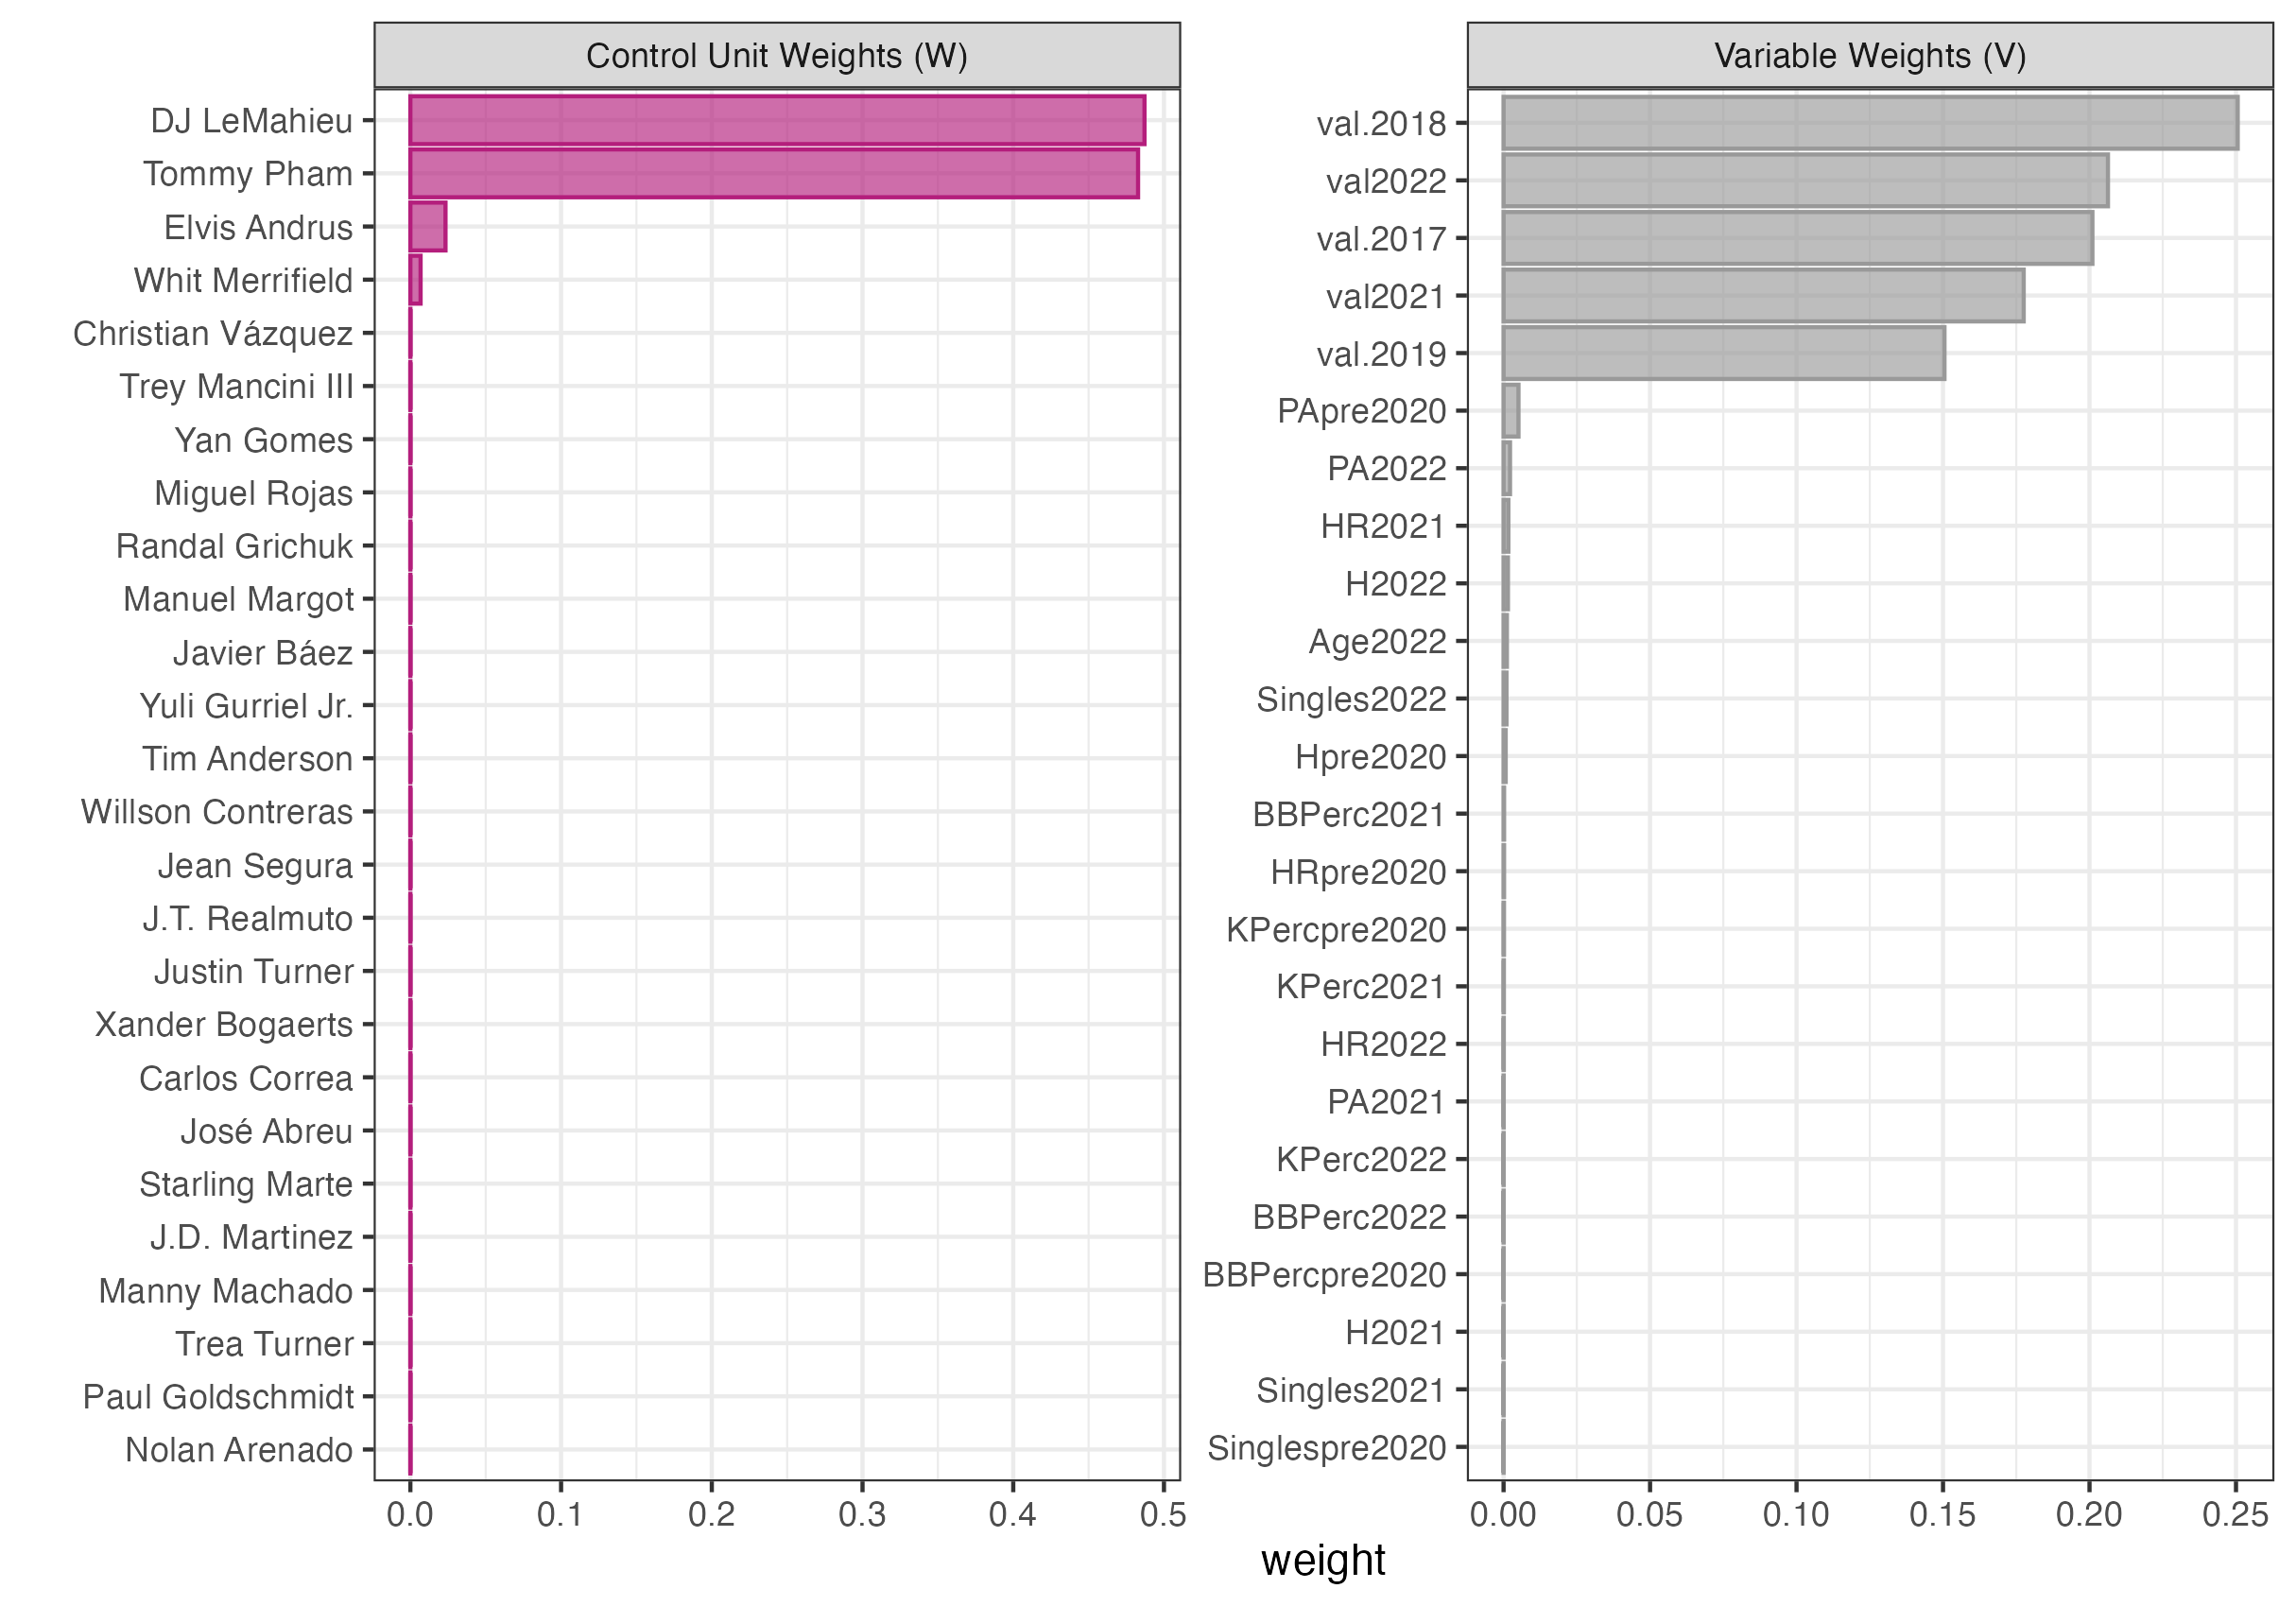 Control Unit Weights (W)
DJ LeMahieu
Tommy Pham
Elvis Andrus
Whit Merrifield
Christian Vázquez
Trey Mancini III
Yan Gomes
Miguel Rojas
Randal Grichuk
Manuel Margot
Javier Báez
Yuli Gurriel Jr.
Tim Anderson
Willson Contreras
Jean Segura
J.T. Realmuto
Justin Turner
Xander Bogaerts
Carlos Correa
José Abreu
Starling Marte
J.D. Martinez
Manny Machado
Trea Turner
Paul Goldschmidt
Nolan Arenado
0.0 0.1 0.2 0.3 0.4 0.5
Variable Weights (V)
val.2018
val2022
val.2017
val2021
val.2019
PApre2020
PA2022
HR2021
H2022
Age2022
Singles2022
Hpre2020
BBPerc2021
HRpre2020
KPercpre2020
KPerc2021
HR2022
PA2021
KPerc2022
BBPerc2022
BBPercpre2020
H2021
Singles2021
Singlespre2020
0.00 0.05 0.10 0.15 0.20 0.25
weight